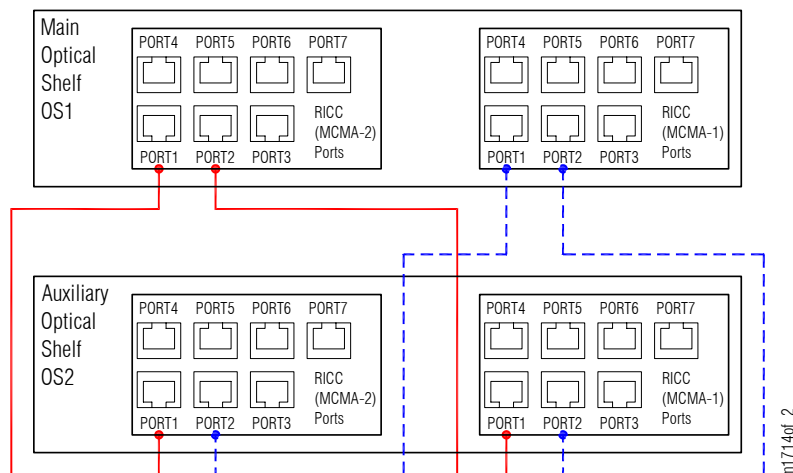 Main
Optical
Shelf
OS1
PORT4 PORT5 PORT6 PORT7
RICC
(MCMA-2)
Ports
PORT1 PORT2 PORT3
PORT4 PORT5 PORT6 PORT7
RICC
(MCMA-1)
Ports
PORT1 PORT2 PORT3
Auxiliary
Optical
Shelf
OS2
PORT4 PORT5 PORT6 PORT7
RICC
(MCMA-2)
Ports
PORT1 PORT2 PORT3
PORT4 PORT5 PORT6 PORT7
RICC
(MCMA-1)
Ports
PORT1 PORT2 PORT3
n1714of_2